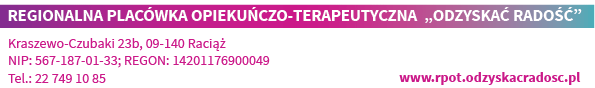 REGIONALNA PLACÓWKA OPIEKUŃCZO-TERAPEUTYCZNA „ODZYSKAĆ RADOŚĆ”
Kraszewo-Czubaki 23b, 09-140 Raciąż
NIP: 567-187-01-33; REGON: 14201176900049
Tel.: 22 749 10 85
www.rpot.odzyskacradosc.pl